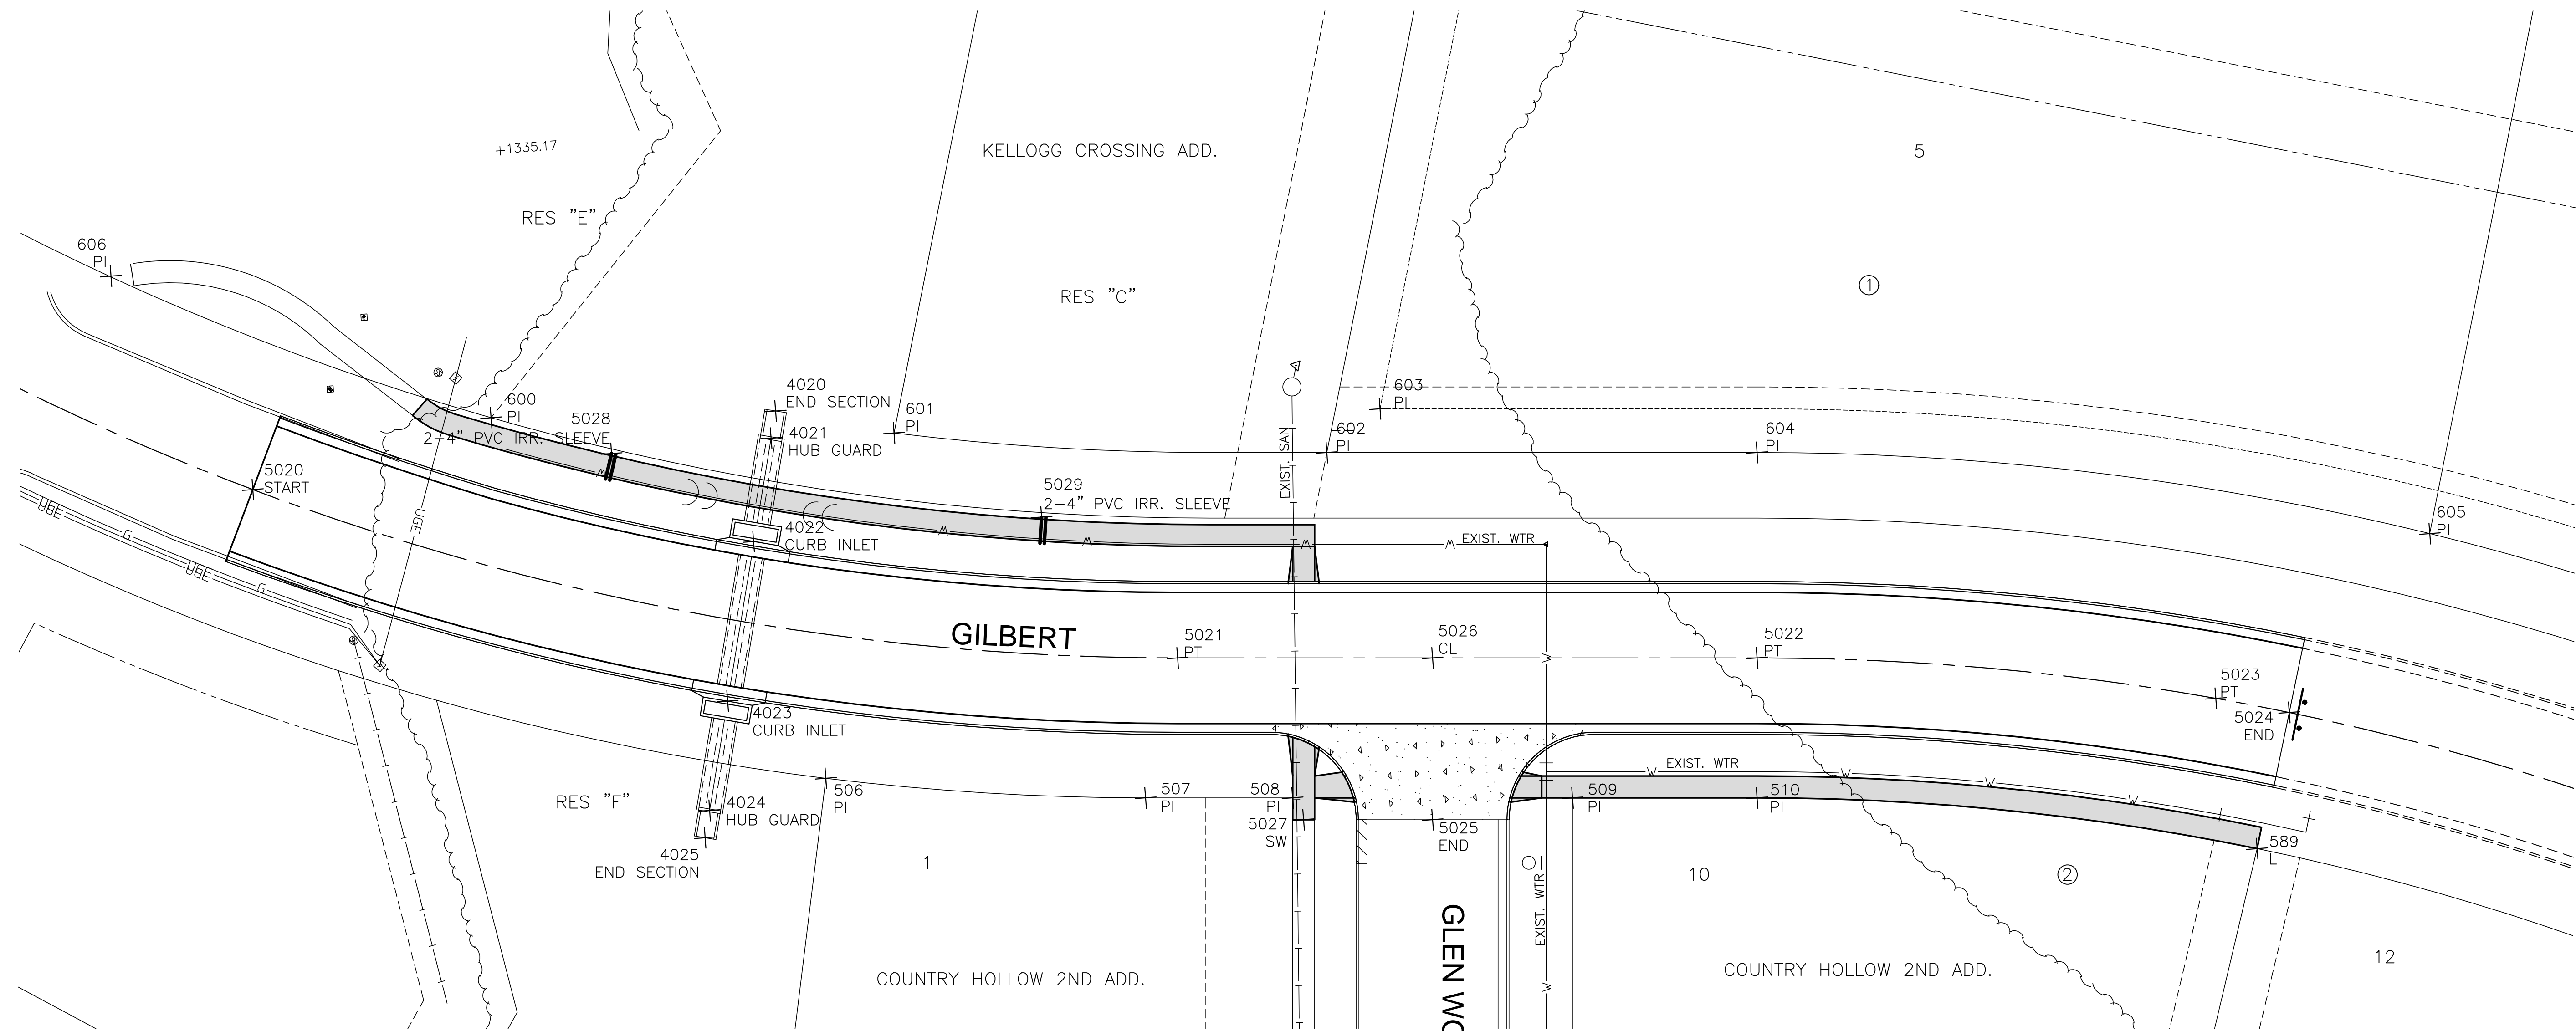 KELLOGG CROSSING ADD.
5
+1335.17
RES "E"
606
PI
1
RES "C"
4020
END SECTION
603
PI
600
PI
5028
2-4" PVC IRR. SLEEVE
601
PI
4021
HUB GUARD
602
PI
604
PI
EXIST. SAN
5020
START
5029
2-4" PVC IRR. SLEEVE
605
PI
UGE
UGE
G
UGE
G
4022
CURB INLET
W
W
W
W
W
EXIST. WTR
GILBERT
5021
PT
5026
CL
5022
PT
W
5023
PT
5024
END
4023
CURB INLET
EXIST. WTR
W
W
W
W
RES "F"
4024
HUB GUARD
506
PI
507
PI
508
PI
509
PI
510
PI
5027
SW
5025
END
589
LI
4025
END SECTION
1
10
2
EXIST. WTR
W
GLEN WO
12
COUNTRY HOLLOW 2ND ADD.
COUNTRY HOLLOW 2ND ADD.